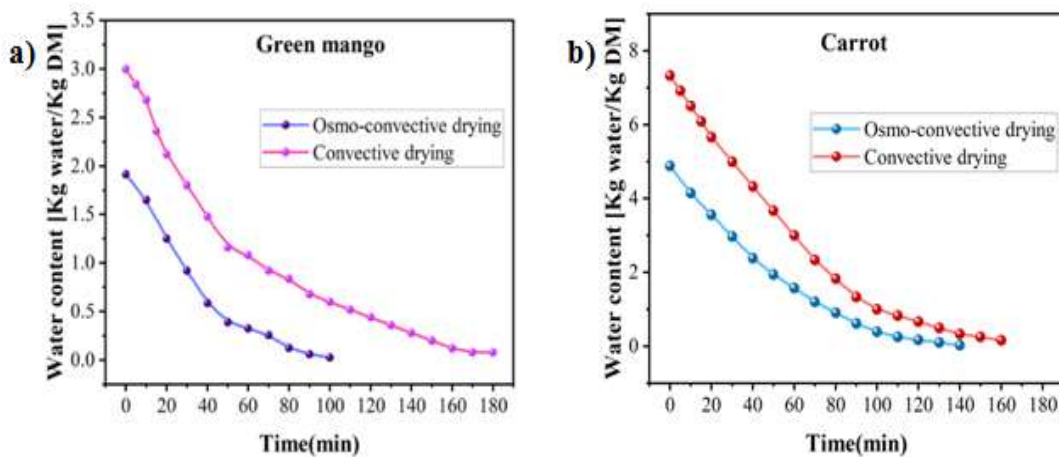 a)
Green mango
Water content [Kg water/Kg DM]
3.5
3.0
2.5
2.0
1.5
1.0
0.5
0.0
Osmo-convective drying
Convective drying
0 20 40 60 80 100 120 140 160 180
Time(min)
b)
Carrot
Water content [Kg water/Kg DM]
8
6
4
2
0
Osmo-convective drying
Convective drying
0 20 40 60 80 100 120 140 160 180
Time(min)